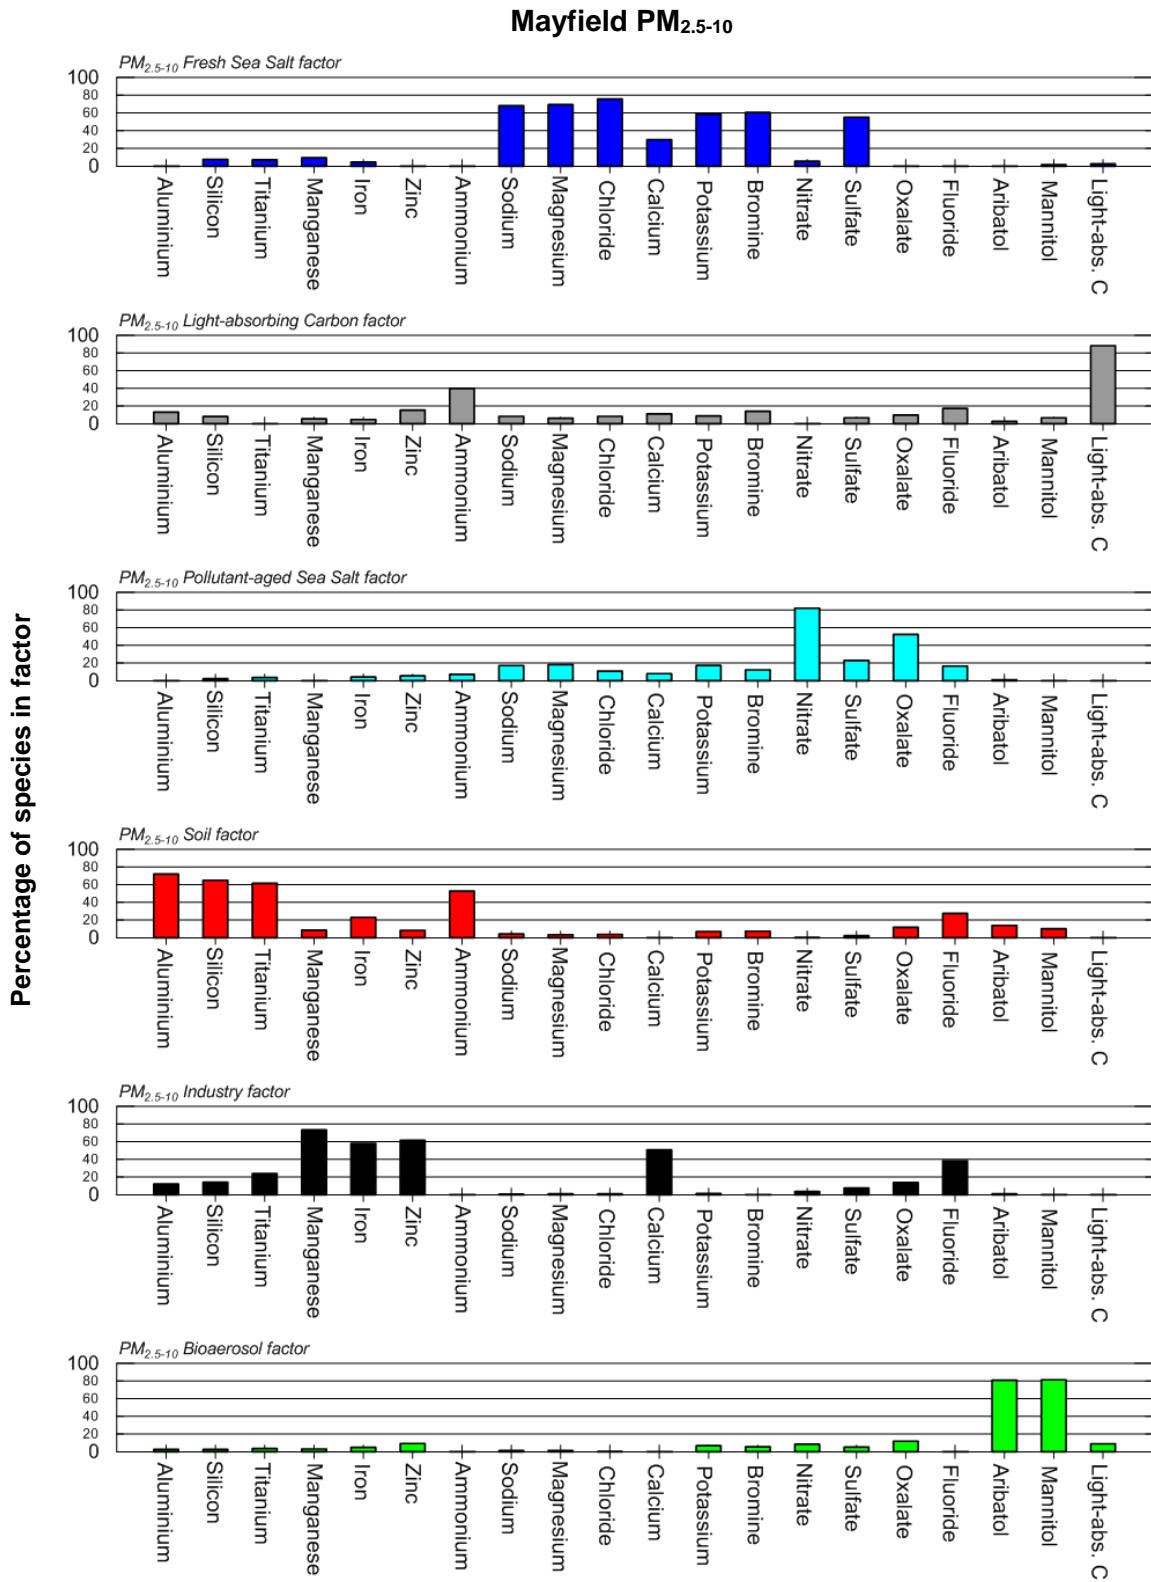 Mayfield PM2.5-10
Percentage of species in factor
PM2.5-10 Fresh Sea Salt factor
100
80
60
40
20
0
Aluminium
Silicon
Titanium
Manganese
Iron
Zinc
Ammonium
Sodium
Magnesium
Chloride
Calcium
Potassium
Bromine
Nitrate
Sulfate
Oxalate
Fluoride
Aribatol
Mannitol
Light-abs. C
PM2.5-10 Light-absorbing Carbon factor
100
80
60
40
20
0
Aluminium
Silicon
Titanium
Manganese
Iron
Zinc
Ammonium
Sodium
Magnesium
Chloride
Calcium
Potassium
Bromine
Nitrate
Sulfate
Oxalate
Fluoride
Aribatol
Mannitol
Light-abs. C
PM2.5-10 Pollutant-aged Sea Salt factor
100
80
60
40
20
0
Aluminium
Silicon
Titanium
Manganese
Iron
Zinc
Ammonium
Sodium
Magnesium
Chloride
Calcium
Potassium
Bromine
Nitrate
Sulfate
Oxalate
Fluoride
Aribatol
Mannitol
Light-abs. C
PM2.5-10 Soil factor
100
80
60
40
20
0
Aluminium
Silicon
Titanium
Manganese
Iron
Zinc
Ammonium
Sodium
Magnesium
Chloride
Calcium
Potassium
Bromine
Nitrate
Sulfate
Oxalate
Fluoride
Aribatol
Mannitol
Light-abs. C
PM2.5-10 Industry factor
100
80
60
40
20
0
Aluminium
Silicon
Titanium
Manganese
Iron
Zinc
Ammonium
Sodium
Magnesium
Chloride
Calcium
Potassium
Bromine
Nitrate
Sulfate
Oxalate
Fluoride
Aribatol
Mannitol
Light-abs. C
PM2.5-10 Bioaerosol factor
100
80
60
40
20
0
Aluminium
Silicon
Titanium
Manganese
Iron
Zinc
Ammonium
Sodium
Magnesium
Chloride
Calcium
Potassium
Bromine
Nitrate
Sulfate
Oxalate
Fluoride
Aribatol
Mannitol
Light-abs. C